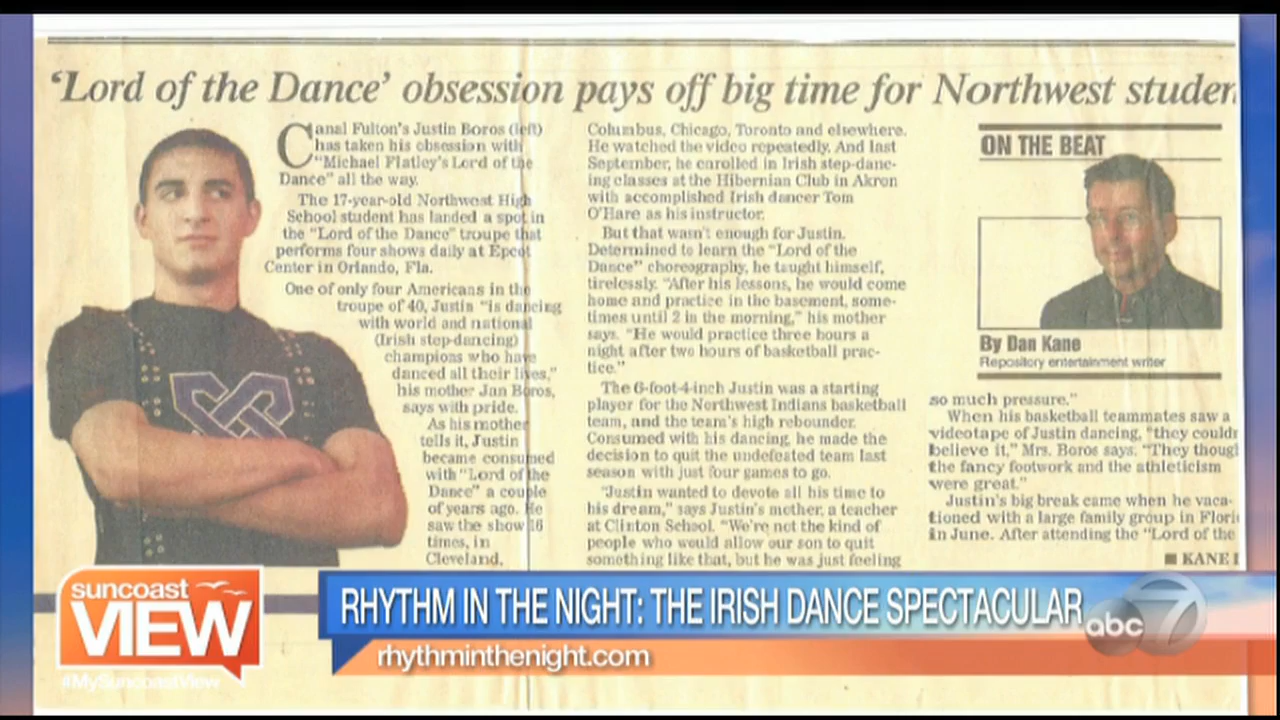 'Lord of the Dance' obsession pays off big time for Northwest studen
Canal Fulton's Justin Boros (left)
has taken his obsession with
"Michael Flatley's Lord of the
Dance" all the way.
The 17-year-old Northwest High
School student has landed a spot in
the "Lord of the Dance" troupe that
performs four shows daily at Epcot
Center in Orlando, Fla.
One of only four Americans in the
troupe of 40, Justin "is dancing
with world and national
(Irish step-dancing)
champions who have
danced all their lives,"
his mother Jan Boros,
says with pride.
As his mother
tells it, Justin
became consumed
with "Lord of the
Dance" a couple
of years ago. He
saw the show 16
times, in
Cleveland,
Columbus, Chicago, Toronto and elsewhere.
He watched the video repeatedly. And last
September, he enrolled in Irish step-danc-
ing classes at the Hibernian Club in Akron
with accomplished Irish dancer Tom
O'Hare as his instructor.
But that wasn't enough for Justin.
Determined to learn the "Lord of the
Dance" choreography, he taught himself,
tirelessly. "After his lessons, he would come
home and practice in the basement, some-
times until 2 in the morning," his mother
says. "He would practice three hours a
night after two hours of basketball prac-
tice."
The 6-foot-4-inch Justin was a starting
player for the Northwest Indians basketball
team, and the team's high rebounder.
Consumed with his dancing, he made the
decision to quit the undefeated team last
season with just four games to go.
"Justin wanted to devote all his time to
his dream," says Justin's mother, a teacher
at Clinton School. "We're not the kind of
people who would allow our son to quit
something like that, but he was just feeling
ON THE BEAT
By Dan Kane
Repository entertainment writer
so much pressure."
When his basketball teammates saw a
videotape of Justin dancing, "they couldn
believe it," Mrs. Boros says. "They though
the fancy footwork and the athleticism
were great."
Justin's big break came when he vaca-
tioned with a large family group in Flori
in June. After attending the "Lord of the
■ KANE
suncoast
VIEW
#MySuncoastView
RHYTHM IN THE NIGHT: THE IRISH DANCE SPECTACULAR
rhythminthenight.com
abc 7